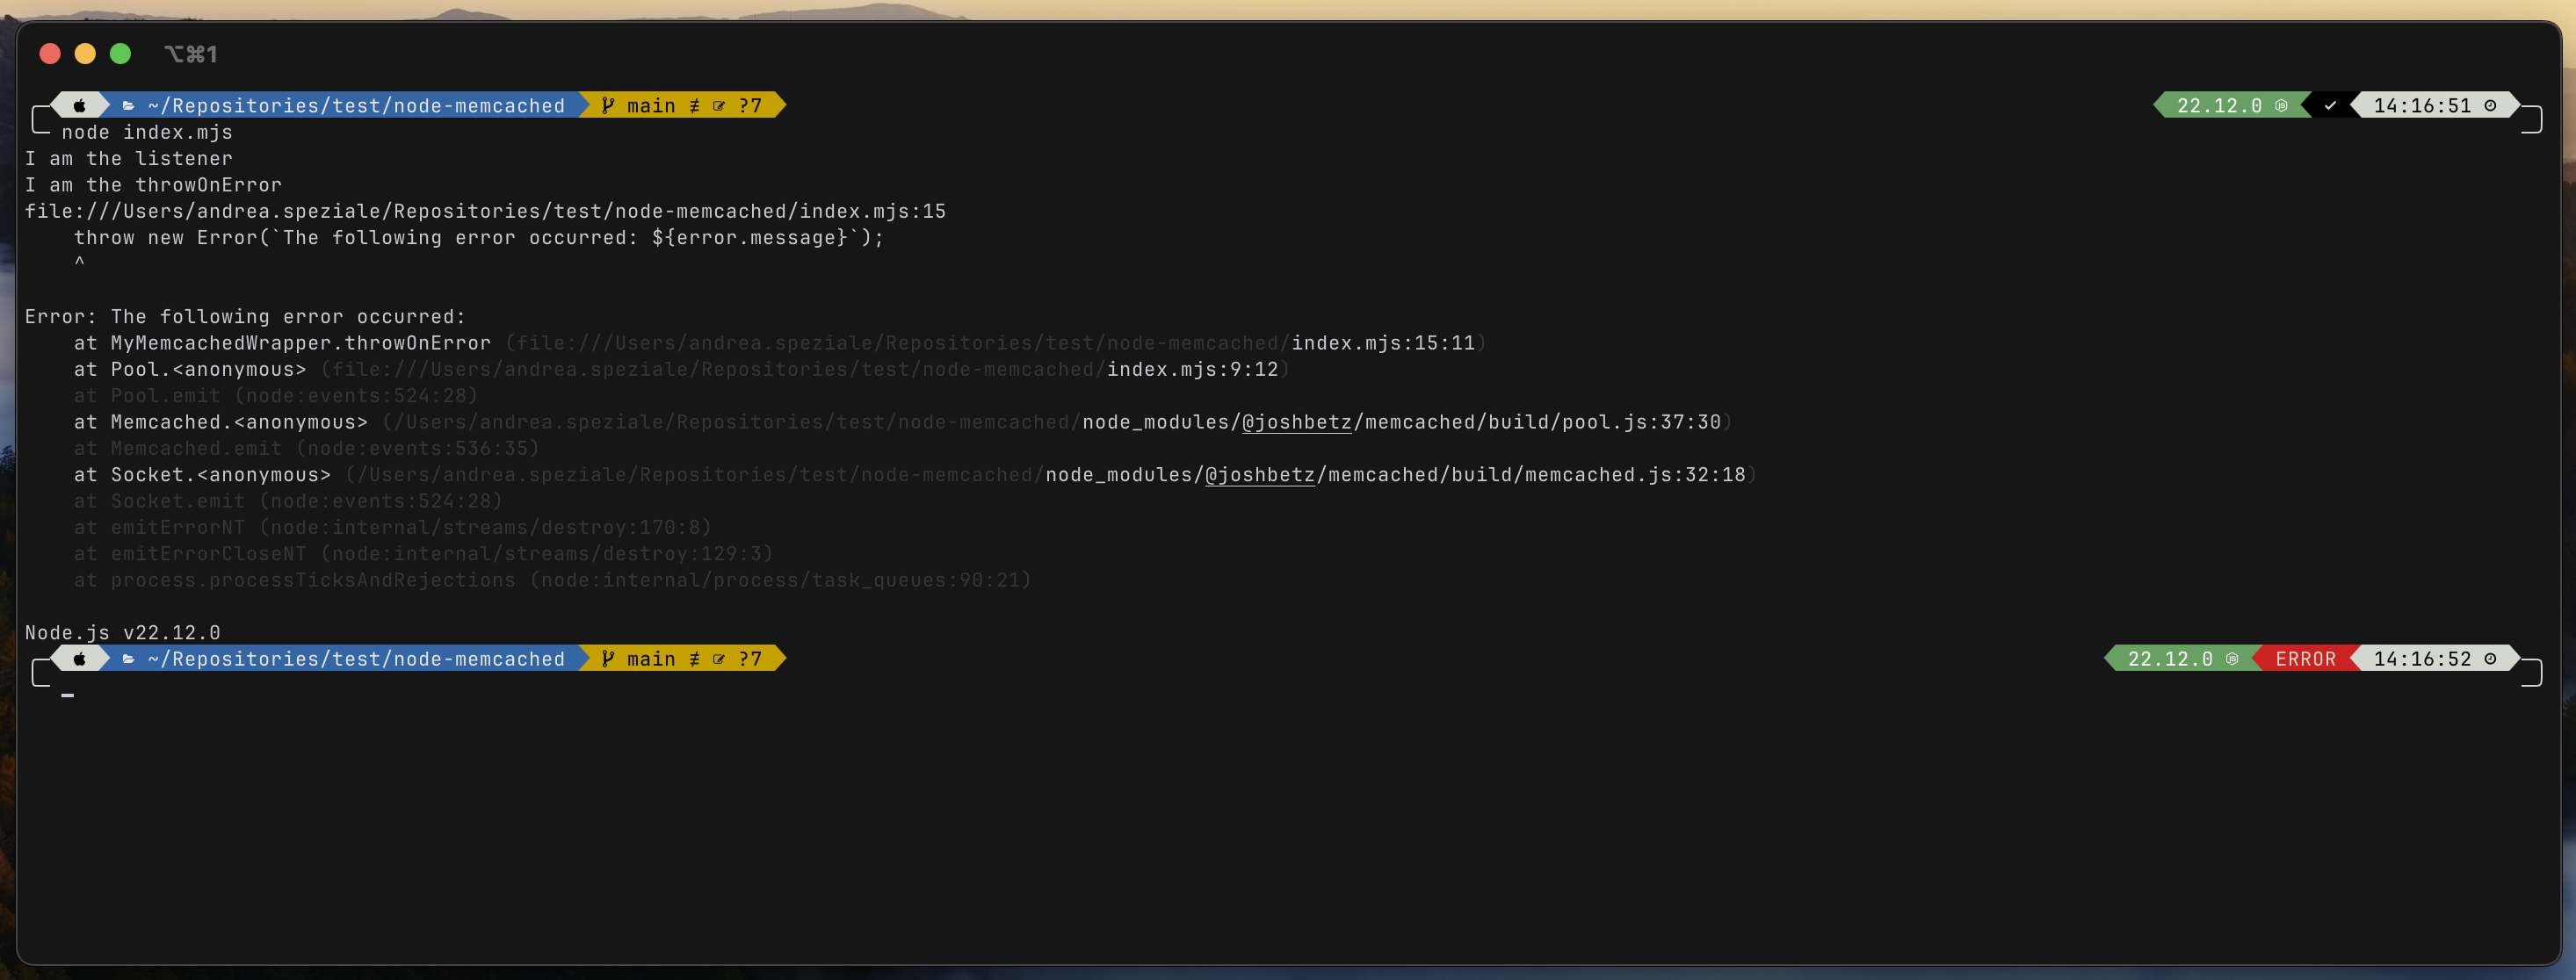 ⌥⌘1
~/Repositories/test/node-memcached main ≢ ?7 22.12.0 ✓ 14:16:51
node index.mjs
I am the listener
I am the throwOnError
file:///Users/andrea.speziale/Repositories/test/node-memcached/index.mjs:15
    throw new Error(`The following error occurred: ${error.message}`);
    ^
Error: The following error occurred:
    at MyMemcachedWrapper.throwOnError (file:///Users/andrea.speziale/Repositories/test/node-memcached/index.mjs:15:11)
    at Pool.<anonymous> (file:///Users/andrea.speziale/Repositories/test/node-memcached/index.mjs:9:12)
    at Pool.emit (node:events:524:28)
    at Memcached.<anonymous> (/Users/andrea.speziale/Repositories/test/node-memcached/node_modules/@joshbetz/memcached/build/pool.js:37:30)
    at Memcached.emit (node:events:536:35)
    at Socket.<anonymous> (/Users/andrea.speziale/Repositories/test/node-memcached/node_modules/@joshbetz/memcached/build/memcached.js:32:18)
    at Socket.emit (node:events:524:28)
    at emitErrorNT (node:internal/streams/destroy:170:8)
    at emitErrorCloseNT (node:internal/streams/destroy:129:3)
    at process.processTicksAndRejections (node:internal/process/task_queues:90:21)
Node.js v22.12.0
~/Repositories/test/node-memcached main ≢ ?7 22.12.0 ERROR 14:16:52